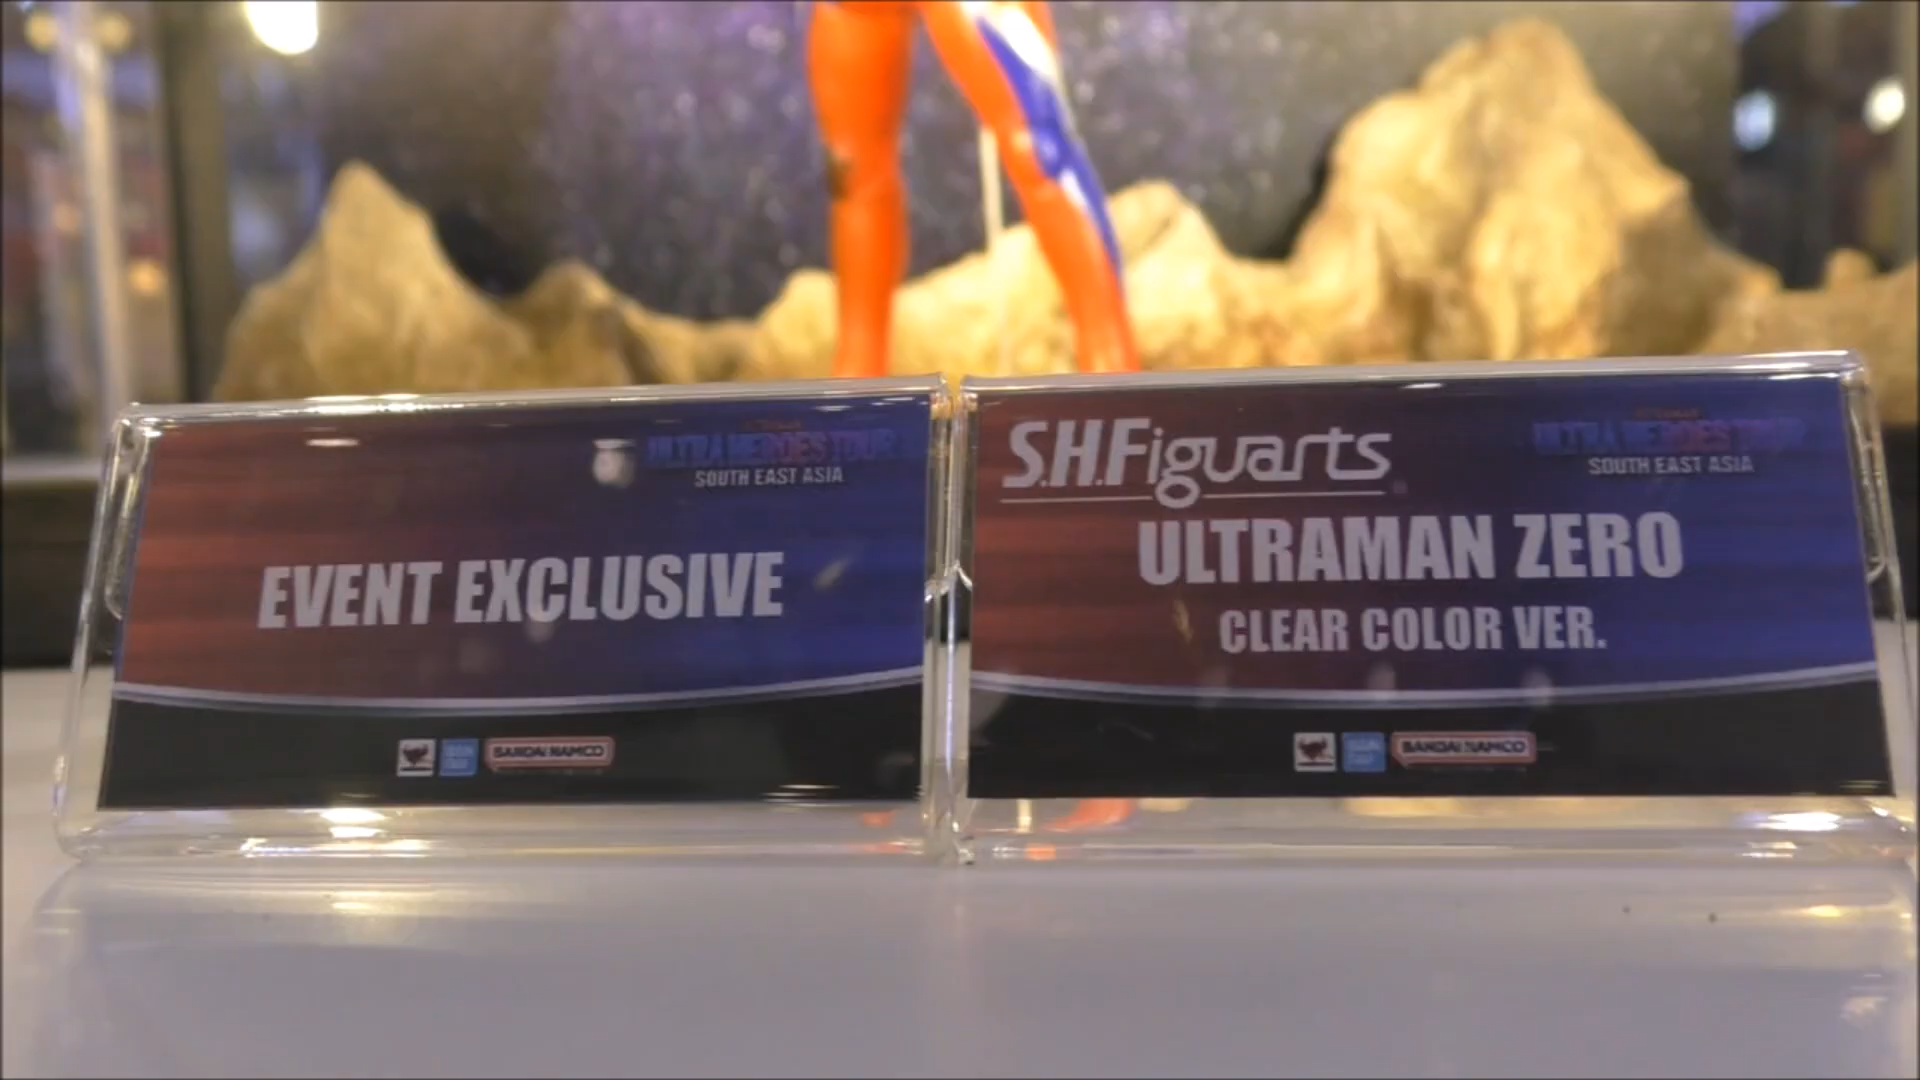 ULTRA HEROES TOUR
SOUTH EAST ASIA
EVENT EXCLUSIVE
BANDAI NAMCO
S.H.Figuarts
ULTRA HEROES TOUR
SOUTH EAST ASIA
ULTRAMAN ZERO
CLEAR COLOR VER.
BANDAI NAMCO